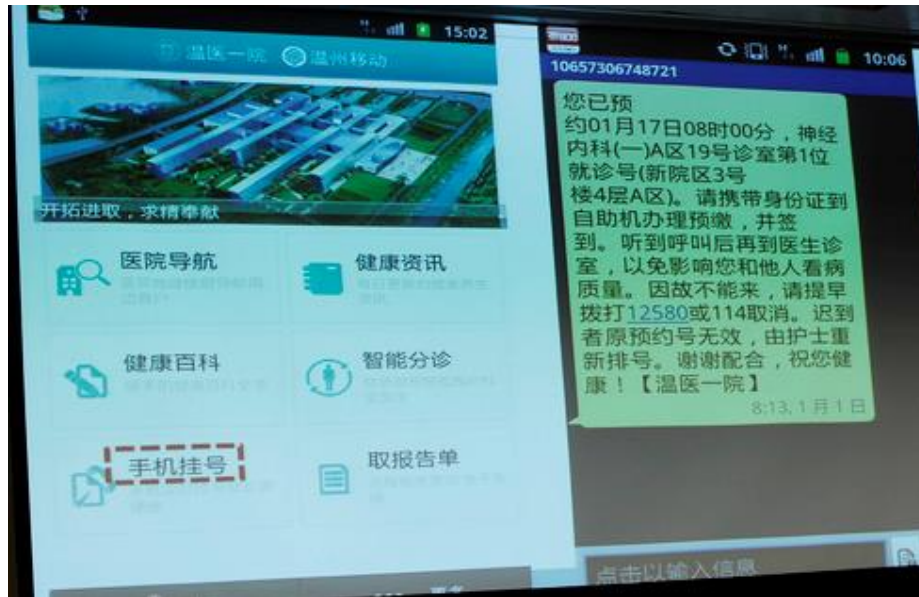 15:02
温医一院 温州移动
开拓进取，求精奉献
医院导航
健康资讯
健康百科
智能分诊
手机挂号
取报告单
10:06
10657306748721
您已预
约01月17日08时00分，神经
内科(一)A区19号诊室第1位
就诊号(新院区3号
楼4层A区)。请携带身份证到
自助机办理预缴，并签
到。听到呼叫后再到医生诊
室，以免影响您和他人看病
质量。因故不能来，请提早
拨打12580或114取消。迟到
者原预约号无效，由护士重
新排号。谢谢配合，祝您健
康！【温医一院】
8:13, 1月1日
点击以输入信息